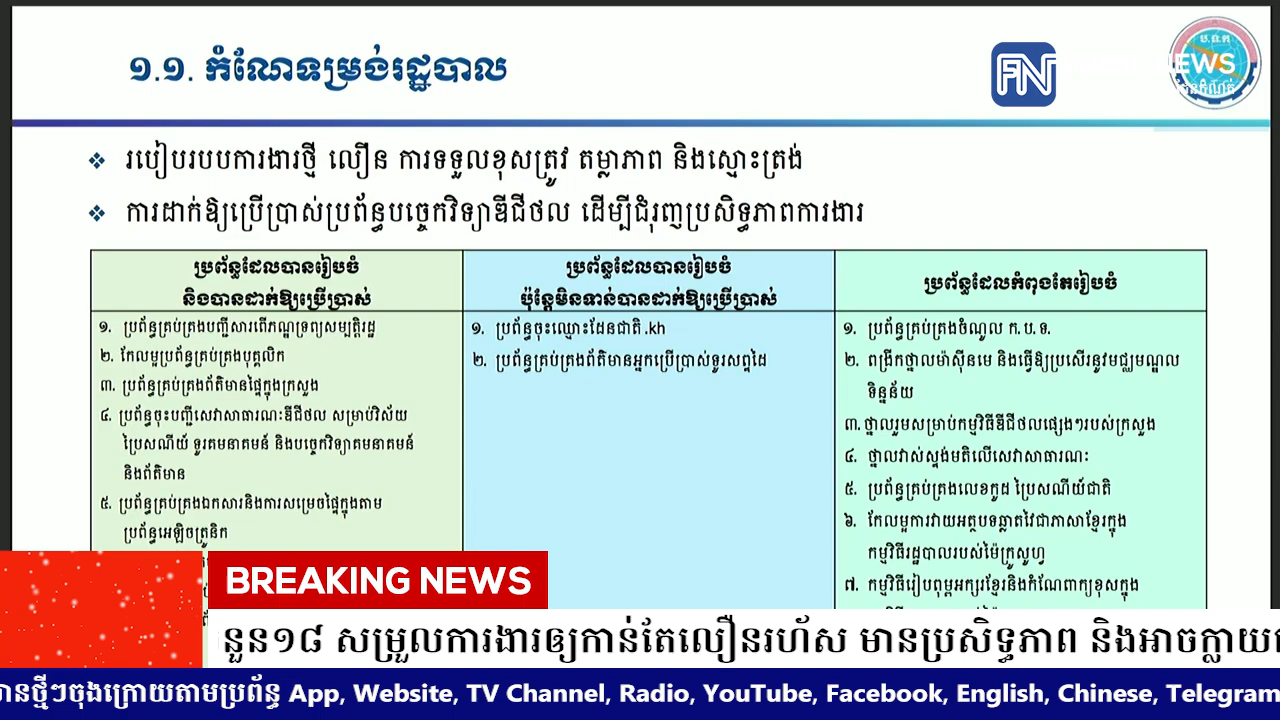 ១.១. កំណែទម្រង់រដ្ឋបាល
FN
NEWS
ប.ធ.គ
❖ របៀបរបបការងារថ្មី លឿន ការទទួលខុសត្រូវ តម្លាភាព និងស្មោះត្រង់
❖ ការដាក់ឱ្យប្រើប្រាស់ប្រព័ន្ធបច្ចេកវិទ្យាឌីជីថល ដើម្បីជំរុញប្រសិទ្ធភាពការងារ
ប្រព័ន្ធដែលបានរៀបចំ
និងបានដាក់ឱ្យប្រើប្រាស់
១. ប្រព័ន្ធគ្រប់គ្រងបញ្ជីសារពើភណ្ឌទ្រព្យសម្បត្តិរដ្ឋ
២. កែលម្អប្រព័ន្ធគ្រប់គ្រងបុគ្គលិក
៣. ប្រព័ន្ធគ្រប់គ្រងព័ត៌មានផ្ទៃក្នុងក្រសួង
៤. ប្រព័ន្ធចុះបញ្ជីសេវាសាធារណៈឌីជីថល សម្រាប់វិស័យ
ប្រៃសណីយ៍ ទូរគមនាគមន៍ និងបច្ចេកវិទ្យាគមនាគមន៍
និងព័ត៌មាន
៥. ប្រព័ន្ធគ្រប់គ្រងឯកសារនិងការសម្រេចផ្ទៃក្នុងតាម
ប្រព័ន្ធអេឡិចត្រូនិក
ប្រព័ន្ធដែលបានរៀបចំ
ប៉ុន្តែមិនទាន់បានដាក់ឱ្យប្រើប្រាស់
១. ប្រព័ន្ធចុះឈ្មោះដែនជាតិ .kh
២. ប្រព័ន្ធគ្រប់គ្រងព័ត៌មានអ្នកប្រើប្រាស់ទូរសព្ទដៃ
ប្រព័ន្ធដែលកំពុងតែរៀបចំ
១. ប្រព័ន្ធគ្រប់គ្រងចំណូល ក.ប.ទ.
២. ពង្រីកថ្នាលម៉ាស៊ីនមេ និងធ្វើឱ្យប្រសើរនូវមជ្ឈមណ្ឌល
ទិន្នន័យ
៣. ថ្នាលរួមសម្រាប់កម្មវិធីឌីជីថលផ្សេងៗរបស់ក្រសួង
៤. ថ្នាលវាស់ស្ទង់មតិលើសេវាសាធារណៈ
៥. ប្រព័ន្ធគ្រប់គ្រងលេខកូដ ប្រៃសណីយ៍ជាតិ
៦. កែលម្អការវាយអត្ថបទឆ្លាតវៃជាភាសាខ្មែរក្នុង
កម្មវិធីរដ្ឋបាលរបស់ម៉ៃក្រូសូហ្វ
៧. កម្មវិធីរៀបពុម្ពអក្សរខ្មែរនិងកំណែពាក្យខុសក្នុង
BREAKING NEWS
នួន១៨ សម្រួលការងារឲ្យកាន់តែលឿនរហ័ស មានប្រសិទ្ធភាព និងអាចក្លាយ
ានថ្មីៗចុងក្រោយតាមប្រព័ន្ធ App, Website, TV Channel, Radio, YouTube, Facebook, English, Chinese, Telegram